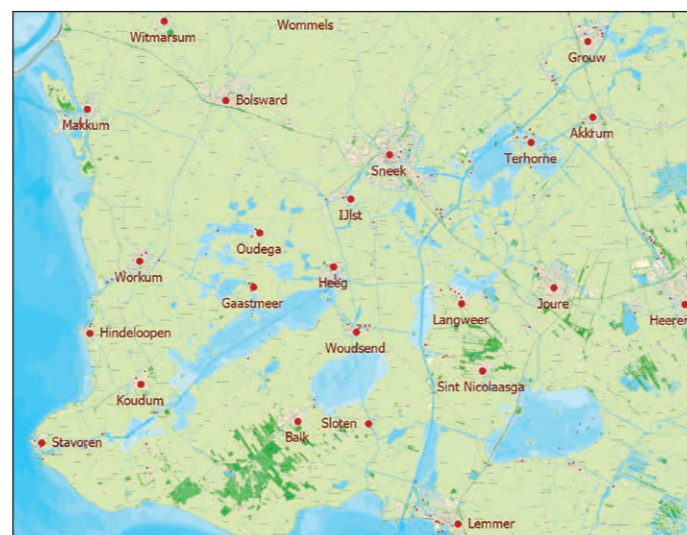 Wommels
Witmarsum
Grouw
Bolsward
Makkum
Akkrum
Terhorne
Sneek
IJlst
Oudega
Workum
Heeg
Gaastmeer
Joure
Langweer
Heeren
Hindeloopen
Woudsend
Koudum
Sint Nicolaasga
Balk
Sloten
Stavoren
Lemmer